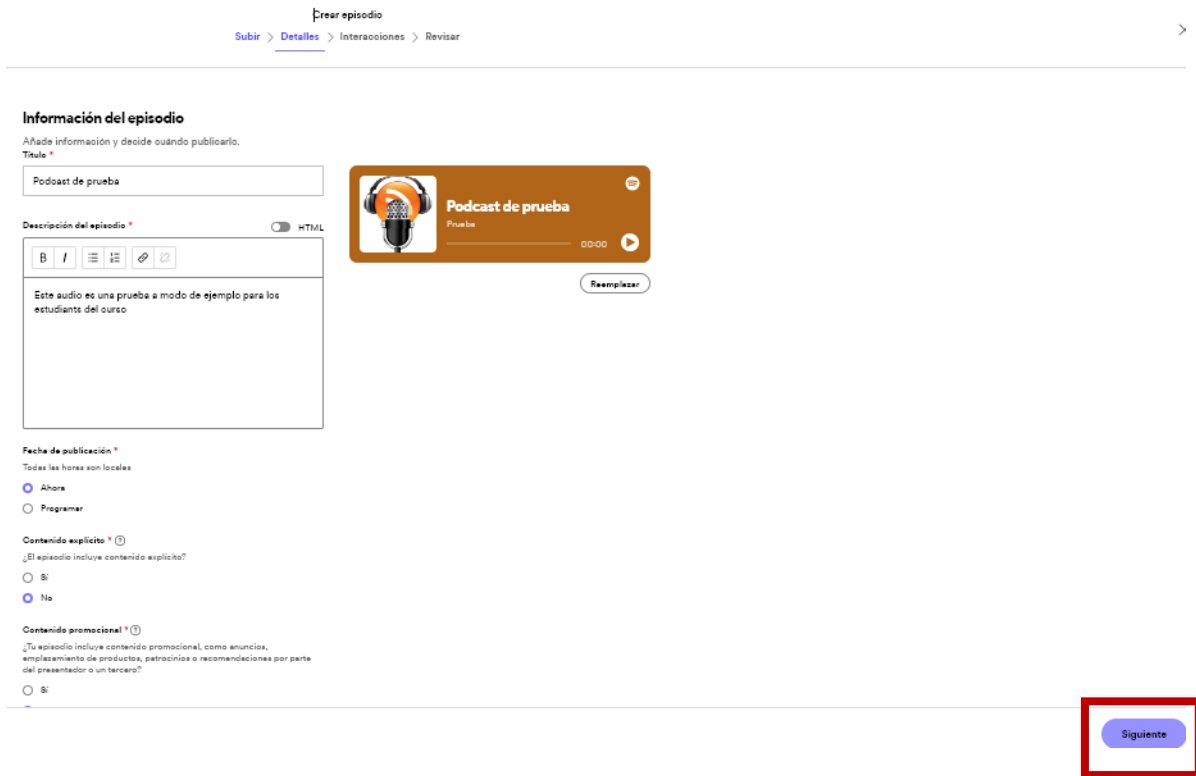 Crear episodio
Subir > Detalles > Interacciones > Revisar
Información del episodio
Añade información y decide cuándo publicarlo.
Título *
Podcast de prueba
Descripción del episodio *
HTML
B I
Este audio es una prueba a modo de ejemplo para los
estudiants del curso
Podcast de prueba
Prueba
00:00
Reemplazar
Fecha de publicación *
Todas las horas son locales
Ahora
Programar
Contenido explícito * ?
¿El episodio incluye contenido explícito?
Sí
No
Contenido promocional * ?
¿Tu episodio incluye contenido promocional, como anuncios,
emplazamiento de productos, patrocinios o recomendaciones por parte
del presentador o un tercero?
Sí
Siguiente